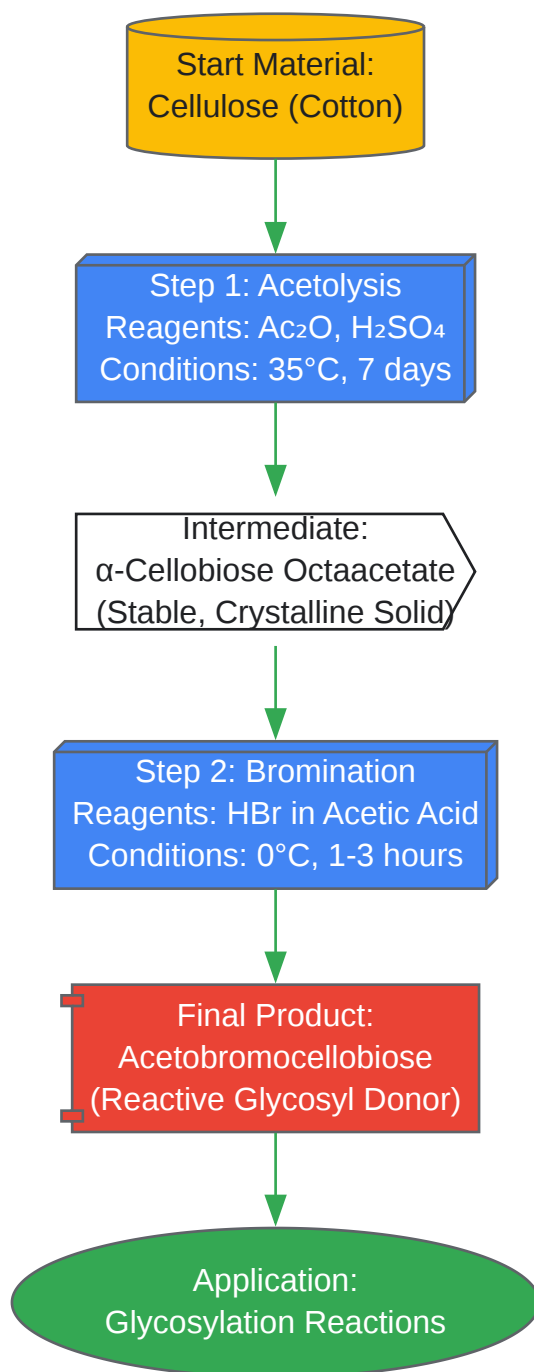 Start Material:
Cellulose (Cotton)
Step 1: Acetolysis
Reagents: Ac₂O, H₂SO₄
Conditions: 35°C, 7 days
Intermediate:
α-Cellobiose Octaacetate
(Stable, Crystalline Solid)
Step 2: Bromination
Reagents: HBr in Acetic Acid
Conditions: 0°C, 1-3 hours
Final Product:
Acetobromocellobiose
(Reactive Glycosyl Donor)
Application:
Glycosylation Reactions